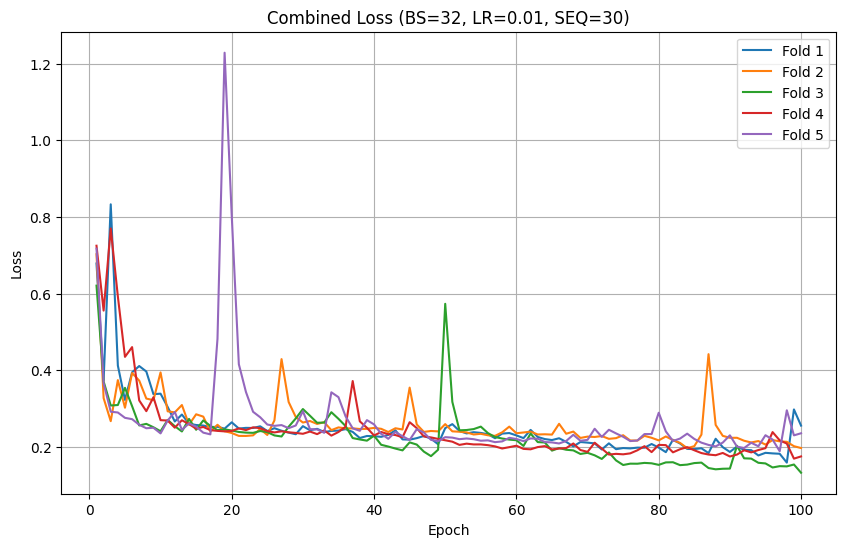 Combined Loss (BS=32, LR=0.01, SEQ=30)
Fold 1
Fold 2
Fold 3
Fold 4
Fold 5
Loss
1.2
1.0
0.8
0.6
0.4
0.2
0 20 40 60 80 100
Epoch